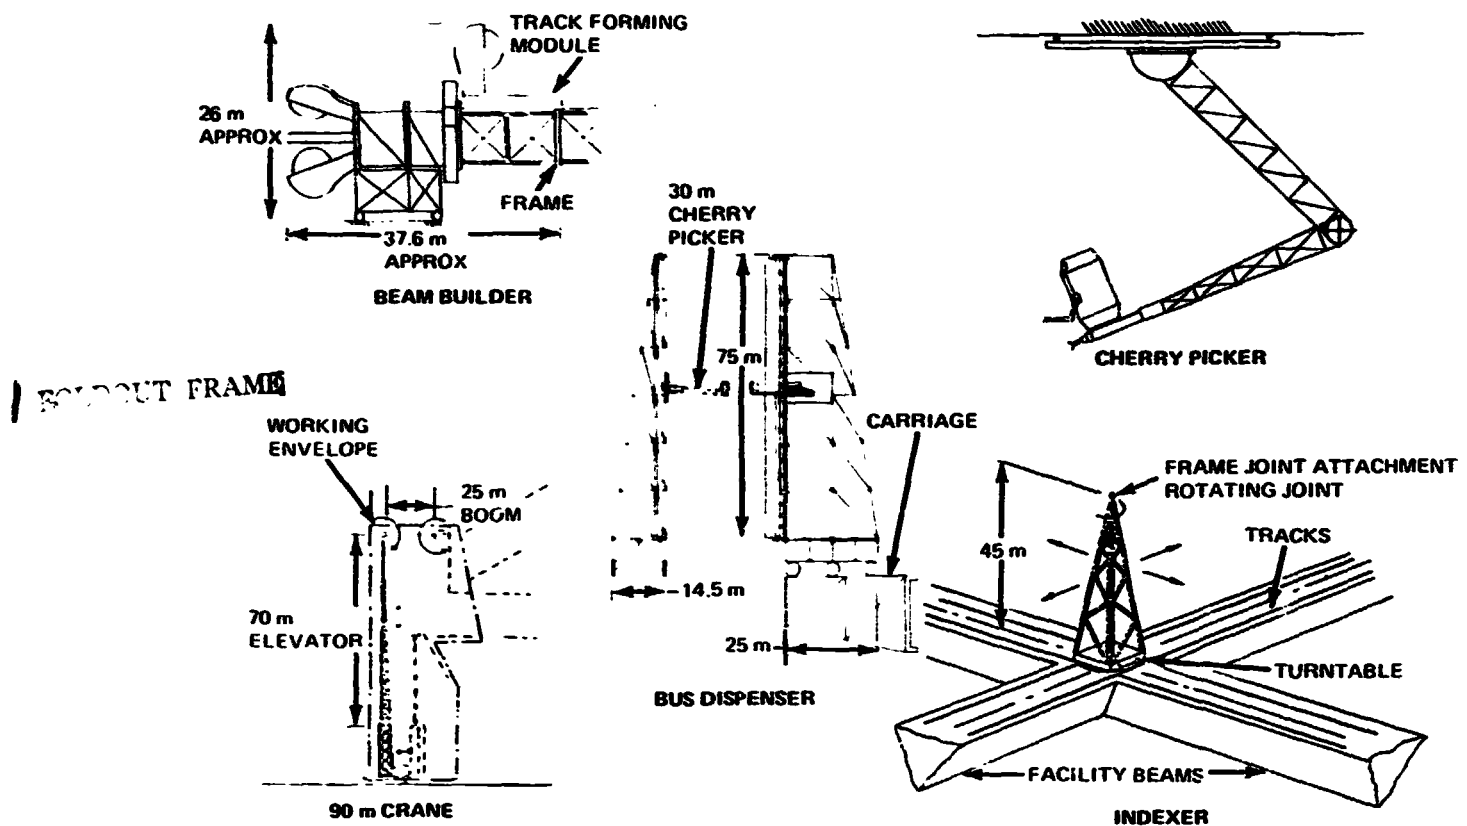 TRACK FORMING
MODULE
26 m
APPROX
FRAME
37.6 m
APPROX
BEAM BUILDER
30 m
CHERRY
PICKER
75 m
CHERRY PICKER
FRAME
WORKING
ENVELOPE
25 m
BOOM
70 m
ELEVATOR
90 m CRANE
CARRIAGE
14.5 m
25 m
BUS DISPENSER
FRAME JOINT ATTACHMENT
ROTATING JOINT
TRACKS
45 m
TURNTABLE
FACILITY BEAMS
INDEXER